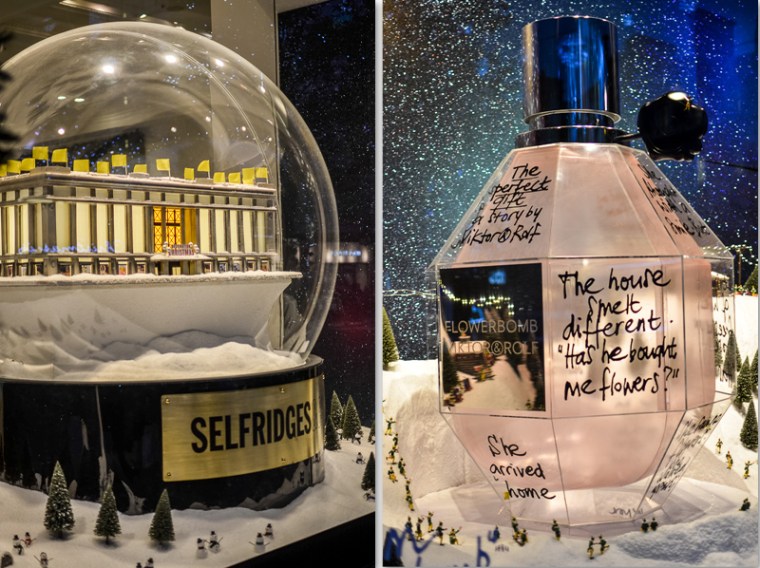 SELFRIDGES
The
perfect
gift
a story by
Viktor&Rolf
The house
smelt
different.
"Has he bought
me flowers?"
FLOWERBOMB
VIKTOR&ROLF
She
arrived
home